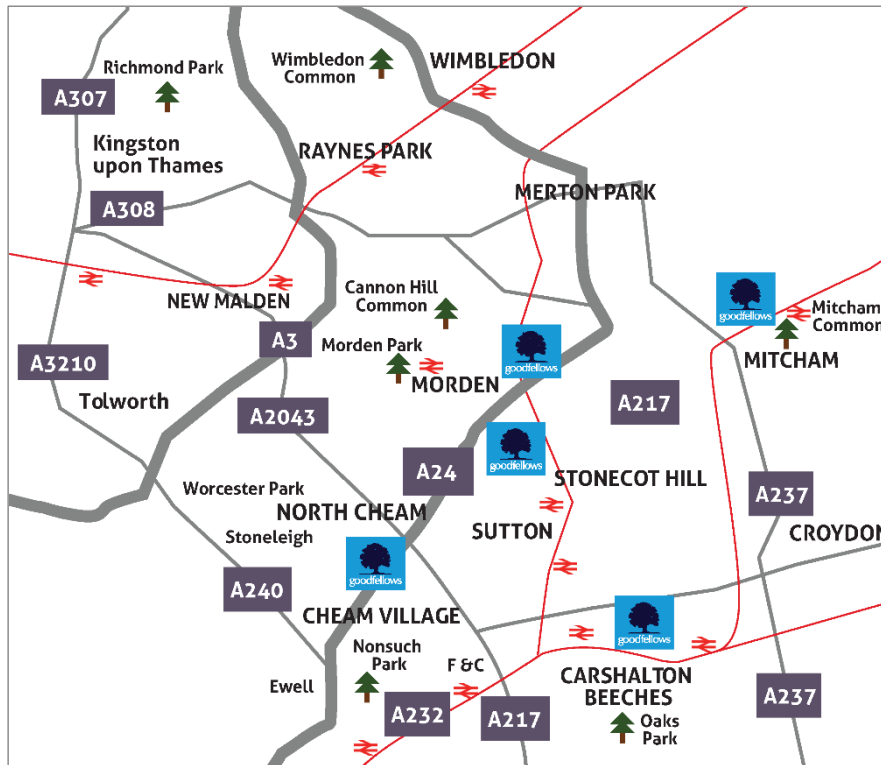 Wimbledon
Common
WIMBLEDON
Richmond Park
A307
Kingston
upon Thames
RAYNES PARK
MERTON PARK
A308
NEW MALDEN
Cannon Hill
Common
goodfellows
Mitcham
Common
A3
Morden Park
MITCHAM
A3210
goodfellows
MORDEN
Tolworth
A2043
A217
goodfellows
A24
STONECOT HILL
Worcester Park
NORTH CHEAM
A237
Stoneleigh
SUTTON
CROYDON
goodfellows
A240
CHEAM VILLAGE
goodfellows
Nonsuch
Park
F & C
CARSHALTON
BEECHES
Ewell
A232
A217
A237
Oaks
Park